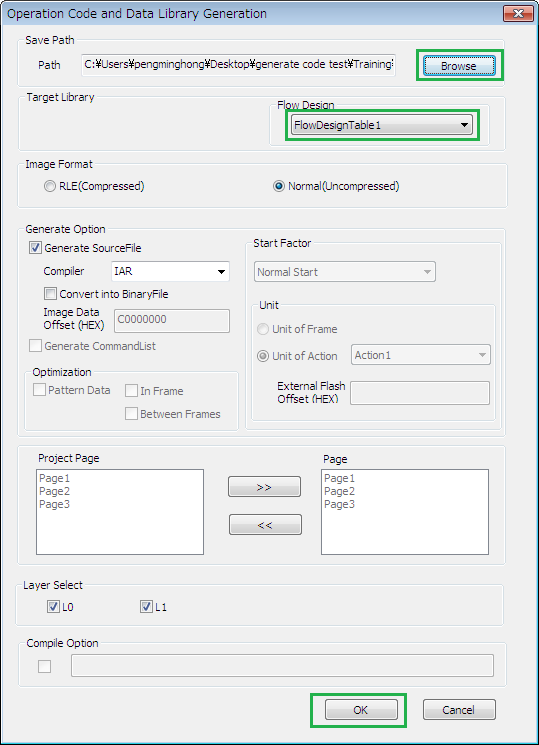 Operation Code and Data Library Generation
Save Path
Path
C:¥Users¥pengminghong¥Desktop¥generate code test¥Training¥
Browse
Target Library
Flow Design
FlowDesignTable1
Image Format
RLE(Compressed)
Normal(Uncompressed)
Generate Option
Generate SourceFile
Compiler
IAR
Convert into BinaryFile
Image Data
Offset (HEX)
C0000000
Generate CommandList
Optimization
Pattern Data
In Frame
Between Frames
Start Factor
Normal Start
Unit
Unit of Frame
Unit of Action
Action1
External Flash
Offset (HEX)
Project Page
Page1
Page2
Page3
>>
<<
Page
Page1
Page2
Page3
Layer Select
L0
L1
Compile Option
OK
Cancel